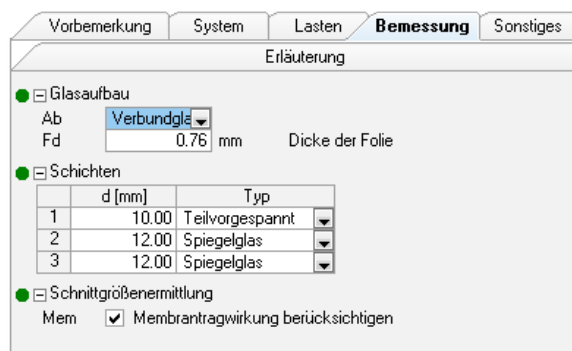 Vorbemerkung System Lasten Bemessung Sonstiges
Erläuterung
Glasaufbau
Ab Verbundgla
Fd 0.76 mm Dicke der Folie
Schichten
d [mm] Typ
1 10.00 Teilvorgespannt
2 12.00 Spiegelglas
3 12.00 Spiegelglas
Schnittgrößenermittlung
Mem Membrantragwirkung berücksichtigen